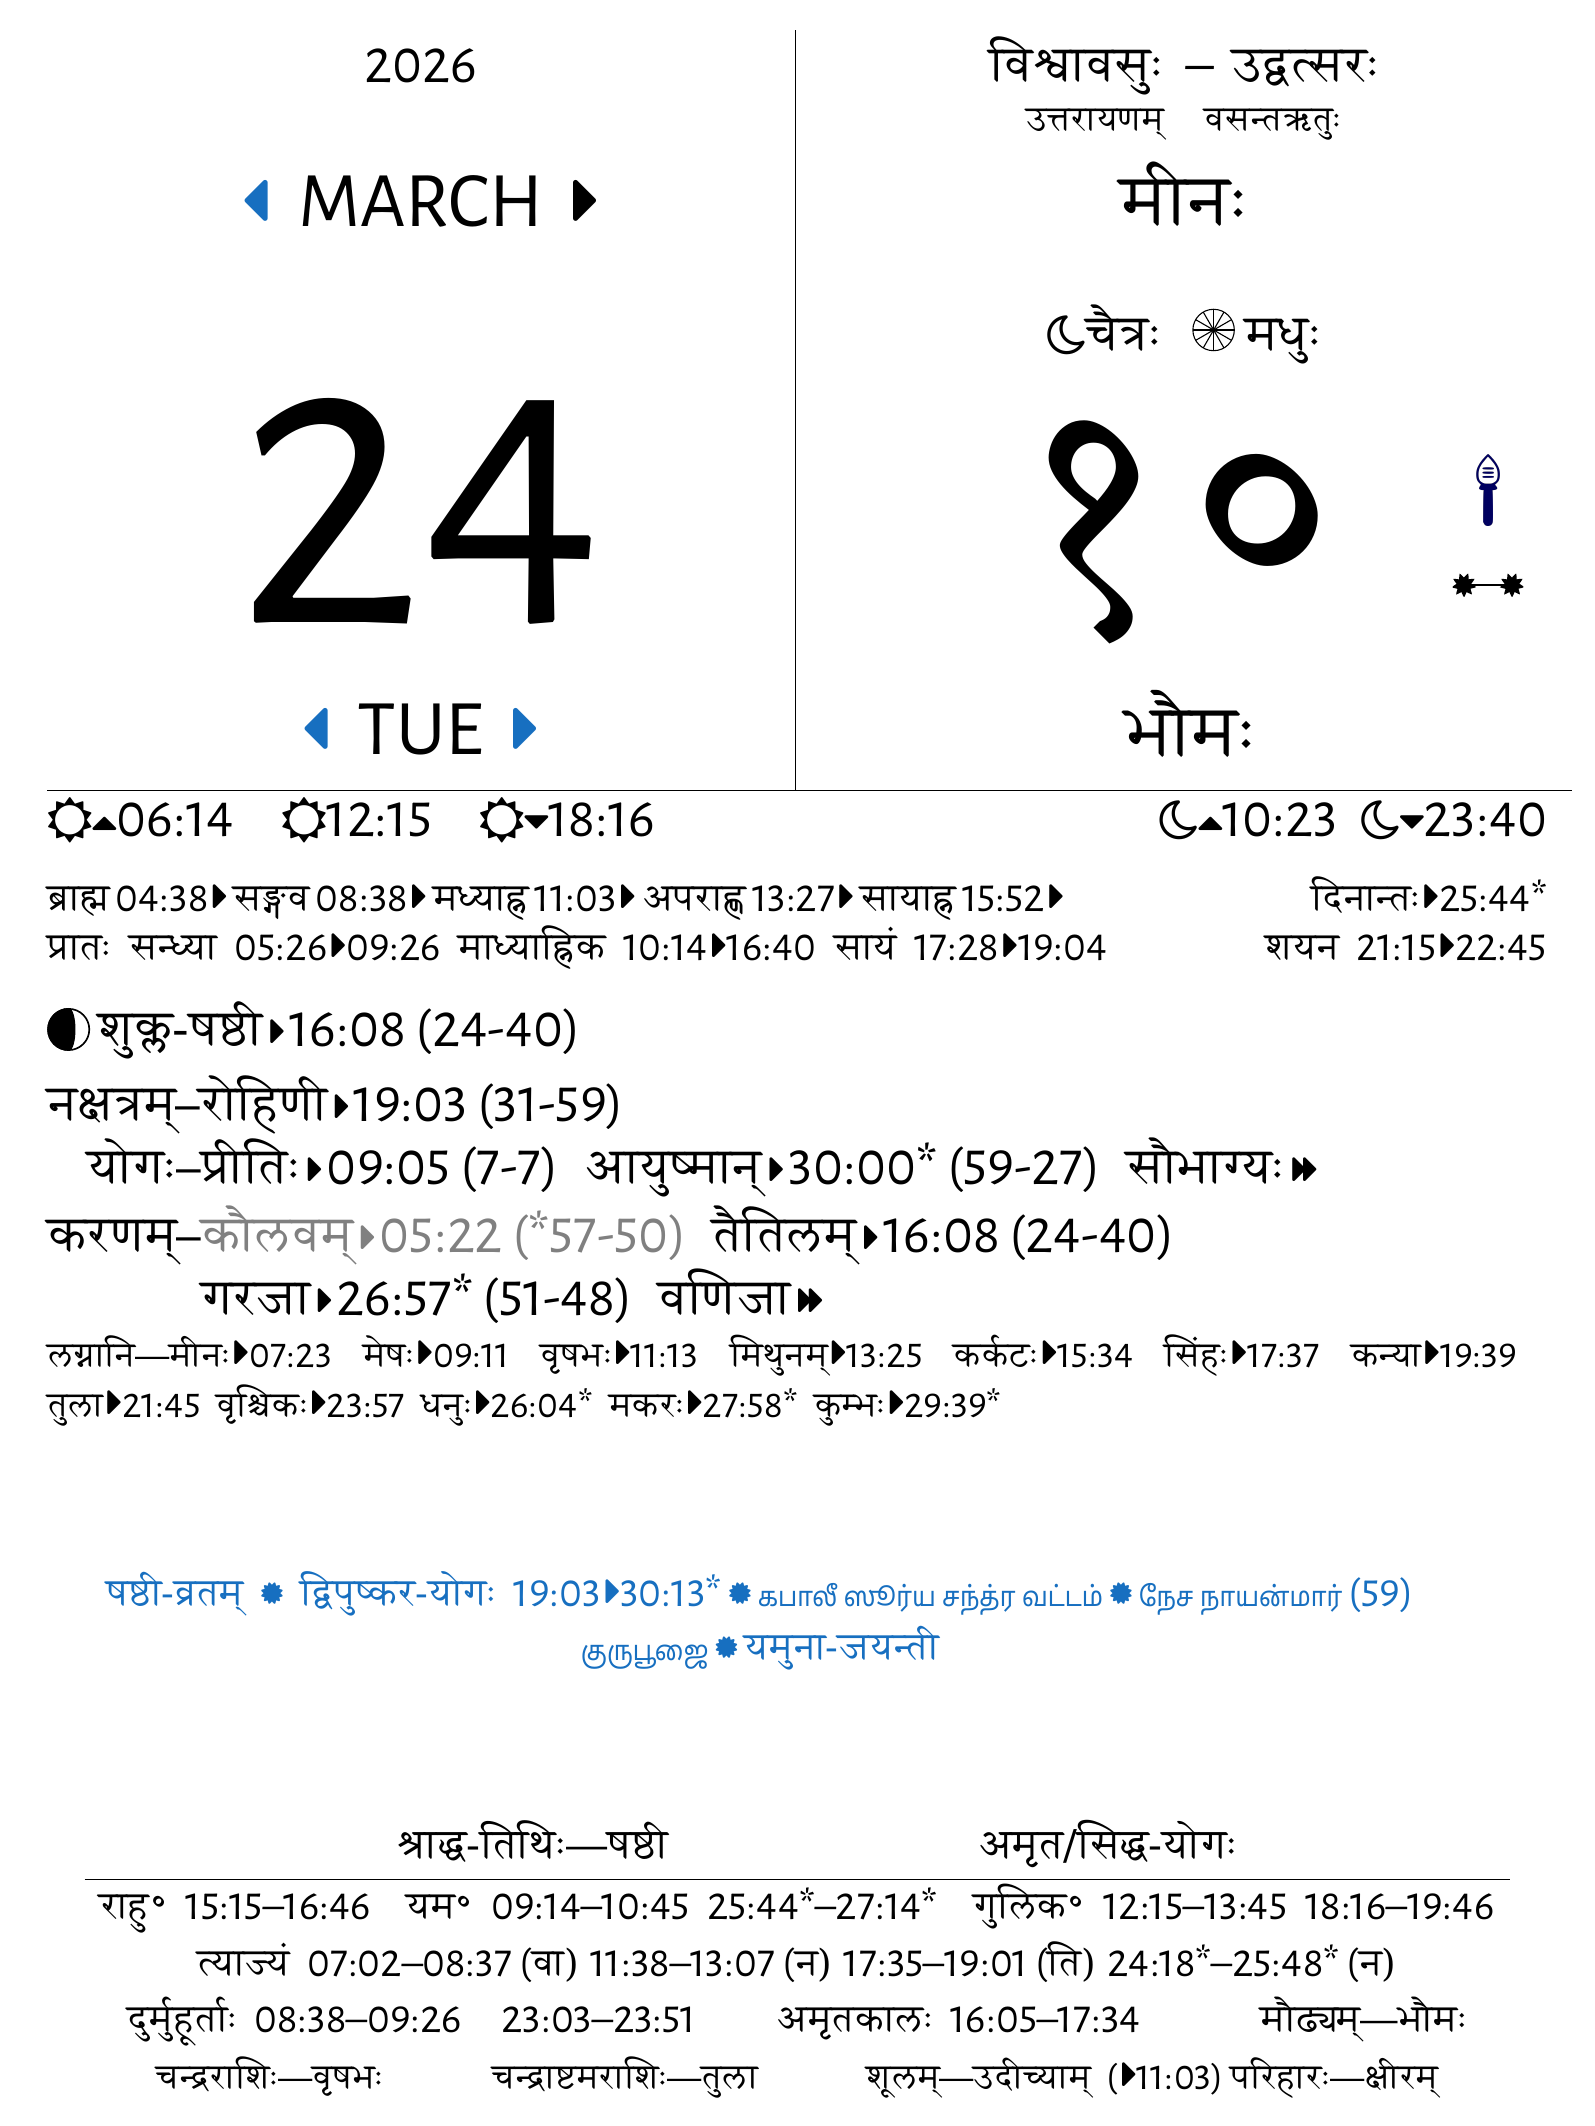 2026
MARCH
24
TUE
विश्वावसुः – उद्वत्सरः
उत्तरायणम् वसन्तऋतुः
मीनः
चैत्रः मधुः
१०
भौमः
06:14 12:15 18:16 10:23 23:40
ब्राह्म 04:38 सङ्गव 08:38 मध्याह्न 11:03 अपराह्ण 13:27 सायाह्न 15:52 दिनान्तः 25:44*
प्रातः सन्ध्या 05:26 09:26 माध्याह्निक 10:14 16:40 सायं 17:28 19:04 शयन 21:15 22:45
शुक्ल-षष्ठी 16:08 (24-40)
नक्षत्रम्–रोहिणी 19:03 (31-59)
योगः–प्रीतिः 09:05 (7-7) आयुष्मान् 30:00* (59-27) सौभाग्यः
करणम्–कौलवम् 05:22 (*57-50) तैतिलम् 16:08 (24-40)
गरजा 26:57* (51-48) वणिजा
लग्नानि—मीनः 07:23 मेषः 09:11 वृषभः 11:13 मिथुनम् 13:25 कर्कटः 15:34 सिंहः 17:37 कन्या 19:39
तुला 21:45 वृश्चिकः 23:57 धनुः 26:04* मकरः 27:58* कुम्भः 29:39*
षष्ठी-व्रतम् द्विपुष्कर-योगः 19:03 30:13* கபாலீ ஸூர்ய சந்த்ர வட்டம் நேச நாயன்மார் (59)
குருபூஜை यमुना-जयन्ती
श्राद्ध-तिथिः—षष्ठी अमृत/सिद्ध-योगः
राहु॰ 15:15–16:46 यम॰ 09:14–10:45 25:44*–27:14* गुलिक॰ 12:15–13:45 18:16–19:46
त्याज्यं 07:02–08:37 (वा) 11:38–13:07 (न) 17:35–19:01 (ति) 24:18*–25:48* (न)
दुर्मुहूर्ताः 08:38–09:26 23:03–23:51 अमृतकालः 16:05–17:34 मौढ्यम्—भौमः
चन्द्रराशिः—वृषभः चन्द्राष्टमराशिः—तुला शूलम्—उदीच्याम् (11:03) परिहारः—क्षीरम्